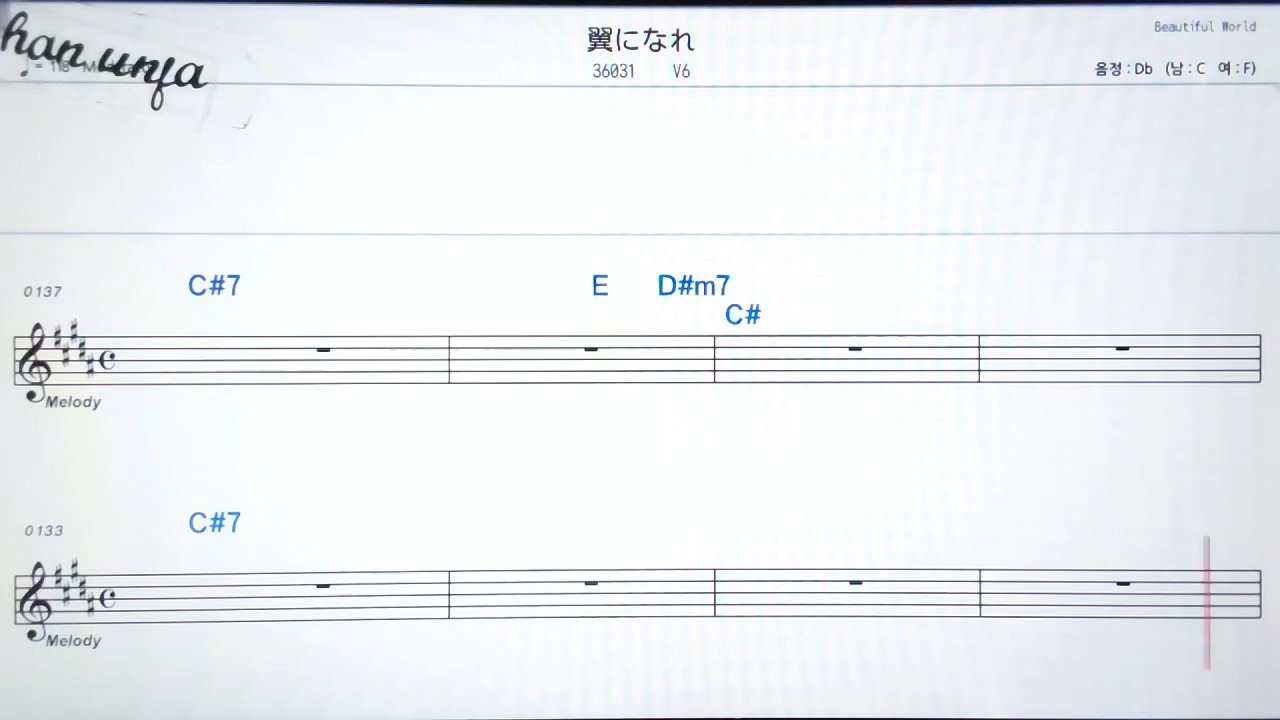 han unja
翼になれ
Beautiful World
♩= 118
36031 V6
음정:Db (남:C 여:F)
0137
C#7 E D#m7
C#
Melody
0133
C#7
Melody